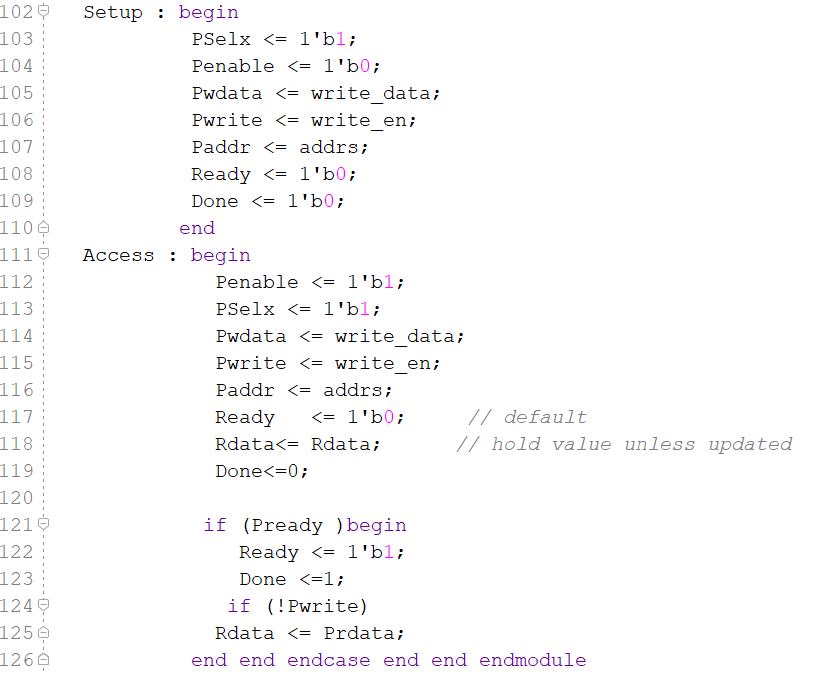 102 Setup : begin
103 PSelx <= 1'b1;
104 Penable <= 1'b0;
105 Pwdata <= write_data;
106 Pwrite <= write_en;
107 Paddr <= addrs;
108 Ready <= 1'b0;
109 Done <= 1'b0;
110 end
111 Access : begin
112 Penable <= 1'b1;
113 PSelx <= 1'b1;
114 Pwdata <= write_data;
115 Pwrite <= write_en;
116 Paddr <= addrs;
117 Ready   <= 1'b0;     // default
118 Rdata<= Rdata;      // hold value unless updated
119 Done<=0;
120
121 if (Pready )begin
122 Ready <= 1'b1;
123 Done <=1;
124 if (!Pwrite)
125 Rdata <= Prdata;
126 end end endcase end end endmodule